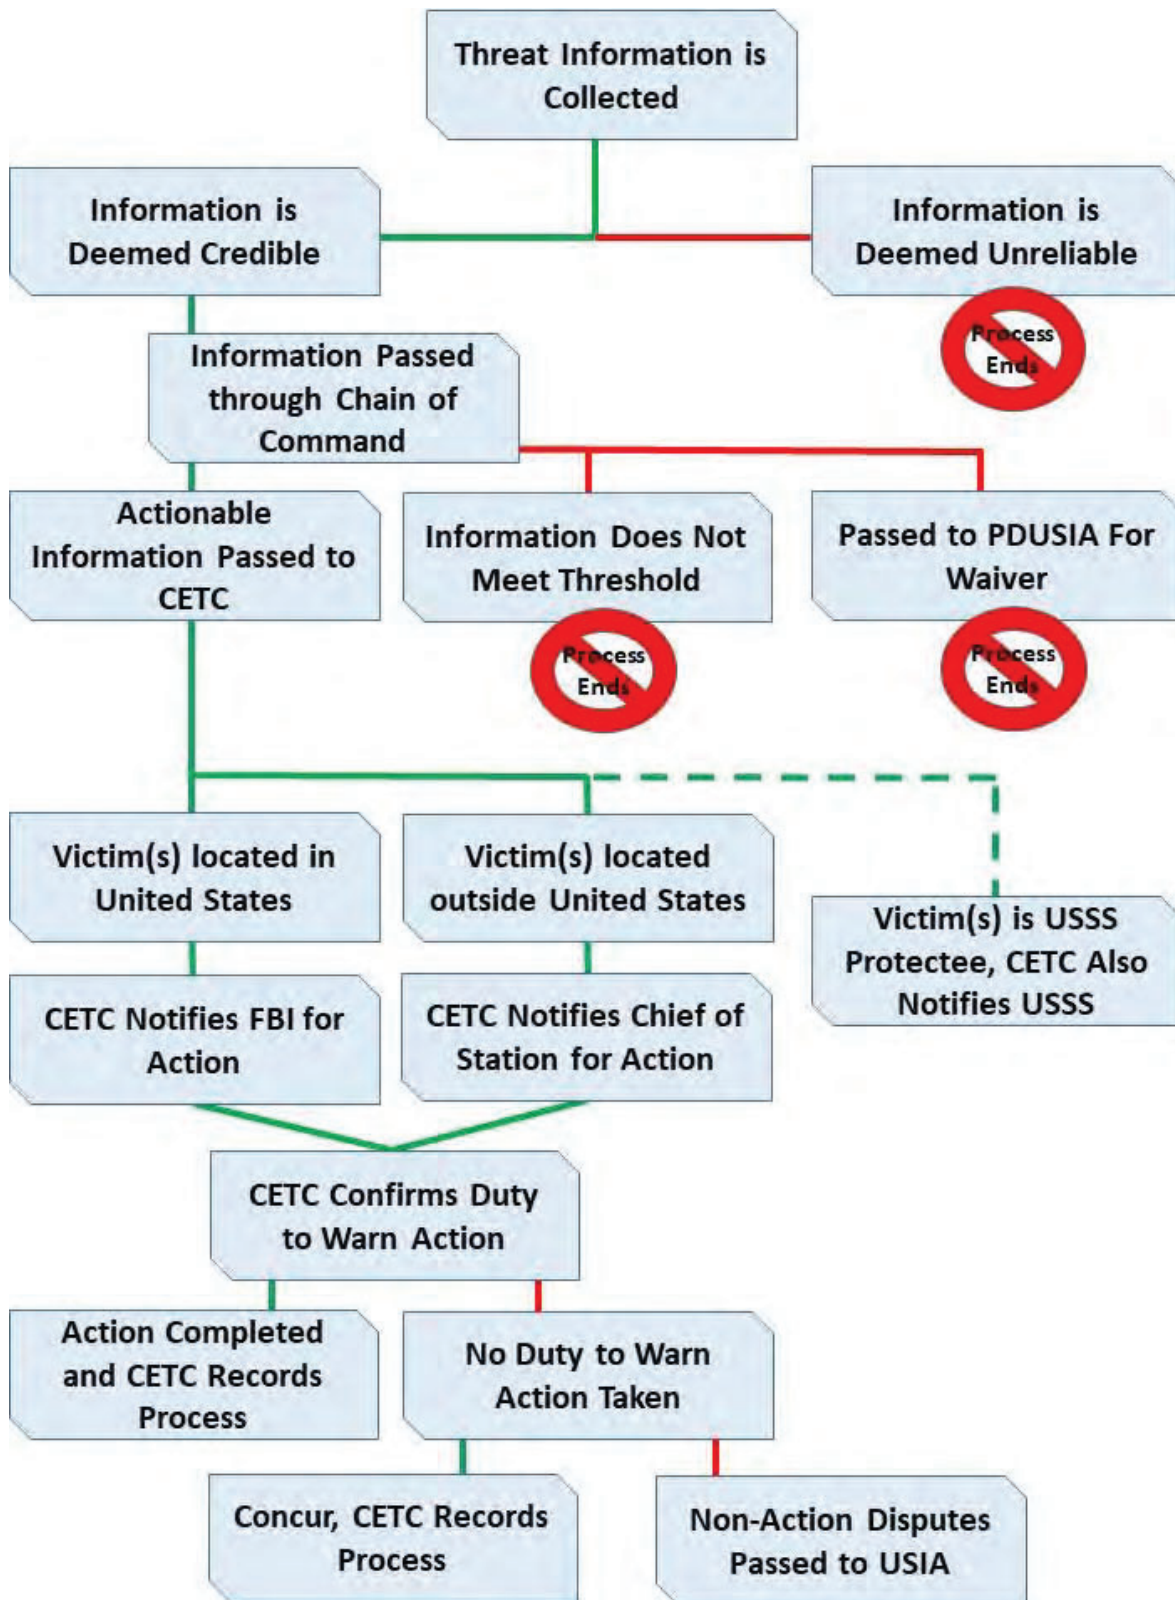 Threat Information is
Collected
Information is
Deemed Credible
Information is
Deemed Unreliable
Process
Ends
Information Passed
through Chain of
Command
Actionable
Information Passed to
CETC
Information Does Not
Meet Threshold
Process
Ends
Passed to PDUSIA For
Waiver
Process
Ends
Victim(s) located in
United States
Victim(s) located
outside United States
Victim(s) is USSS
Protectee, CETC Also
Notifies USSS
CETC Notifies FBI for
Action
CETC Notifies Chief of
Station for Action
CETC Confirms Duty
to Warn Action
Action Completed
and CETC Records
Process
No Duty to Warn
Action Taken
Concur, CETC Records
Process
Non-Action Disputes
Passed to USIA